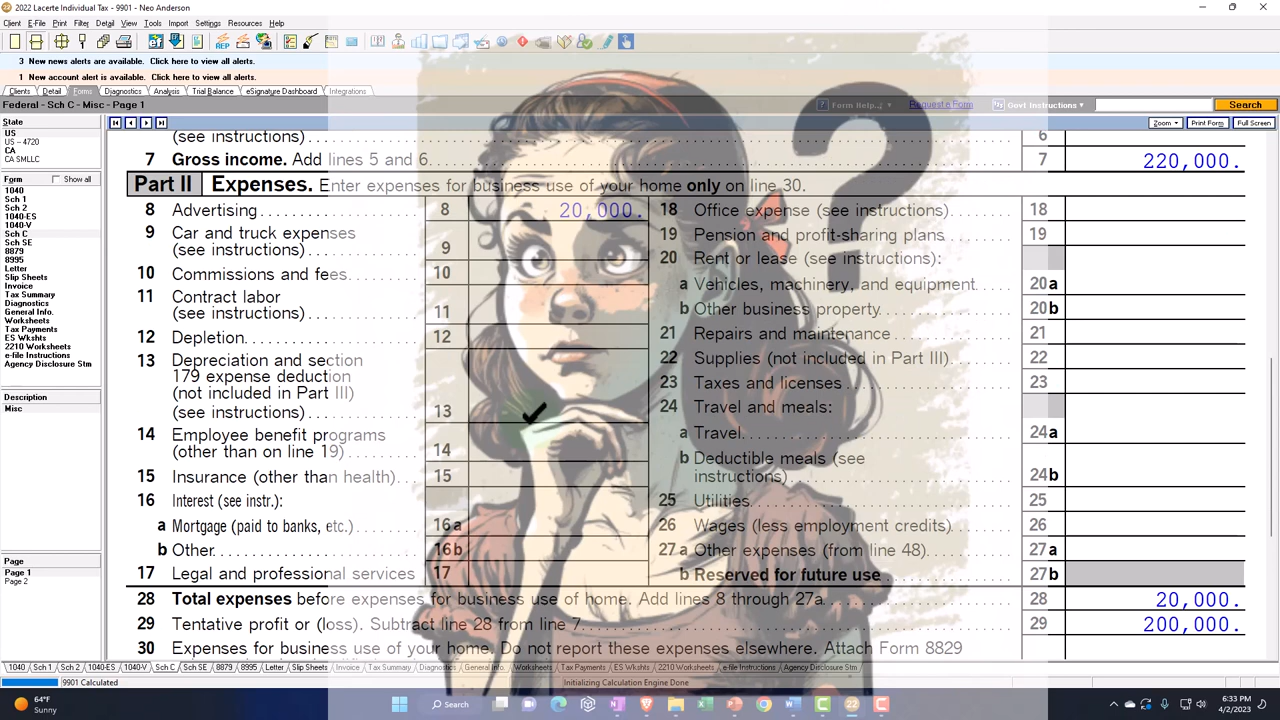 2022 Lacerte Individual Tax - 9901 - Neo Anderson
Client E-File Print Filter Detail View Tools Import Settings Resources Help
3 New news alerts are available. Click here to view all alerts.
1 New account alert is available. Click here to view all alerts.
Clients Detail Forms Diagnostics Analysis Trial Balance eSignature Dashboard Integrations
Federal - Sch C - Misc - Page 1
Form Help... Request a Form Govt Instructions Search
State
US
US - 4720
CA
CA SMLLC
Form Show all
1040
Sch 1
Sch 2
1040-ES
1040-V
Sch C
Sch SE
8879
8995
Letter
Slip Sheets
Invoice
Tax Summary
Diagnostics
General Info.
Worksheets
Tax Payments
ES Wkshts
2210 Worksheets
e-file Instructions
Agency Disclosure Stm
Description
Misc
Page
Page 1
Page 2
Zoom Print Form Full Screen
(see instructions) 6
7 Gross income. Add lines 5 and 6 7 220,000.
Part II Expenses. Enter expenses for business use of your home only on line 30.
8 Advertising 8 20,000.
9 Car and truck expenses
(see instructions) 9
10 Commissions and fees 10
11 Contract labor
(see instructions) 11
12 Depletion 12
13 Depreciation and section
179 expense deduction
(not included in Part III)
(see instructions) 13
14 Employee benefit programs
(other than on line 19) 14
15 Insurance (other than health) 15
16 Interest (see instr.):
a Mortgage (paid to banks, etc.) 16a
b Other 16b
17 Legal and professional services 17
18 Office expense (see instructions) 18
19 Pension and profit-sharing plans 19
20 Rent or lease (see instructions):
a Vehicles, machinery, and equipment 20a
b Other business property 20b
21 Repairs and maintenance 21
22 Supplies (not included in Part III) 22
23 Taxes and licenses 23
24 Travel and meals:
a Travel 24a
b Deductible meals (see
instructions) 24b
25 Utilities 25
26 Wages (less employment credits) 26
27a Other expenses (from line 48) 27a
b Reserved for future use 27b
28 Total expenses before expenses for business use of home. Add lines 8 through 27a 28 20,000.
29 Tentative profit or (loss). Subtract line 28 from line 7 29 200,000.
30 Expenses for business use of your home. Do not report these expenses elsewhere. Attach Form 8829
1040 Sch 1 Sch 2 1040-ES 1040-V Sch C Sch SE 8879 8995 Letter Slip Sheets Invoice Tax Summary Diagnostics General Info. Worksheets Tax Payments ES Wkshts 2210 Worksheets e-file Instructions Agency Disclosure Stm
9901 Calculated Initializing Calculation Engine Done
64°F
Sunny
Search
6:33 PM
4/2/2023
?